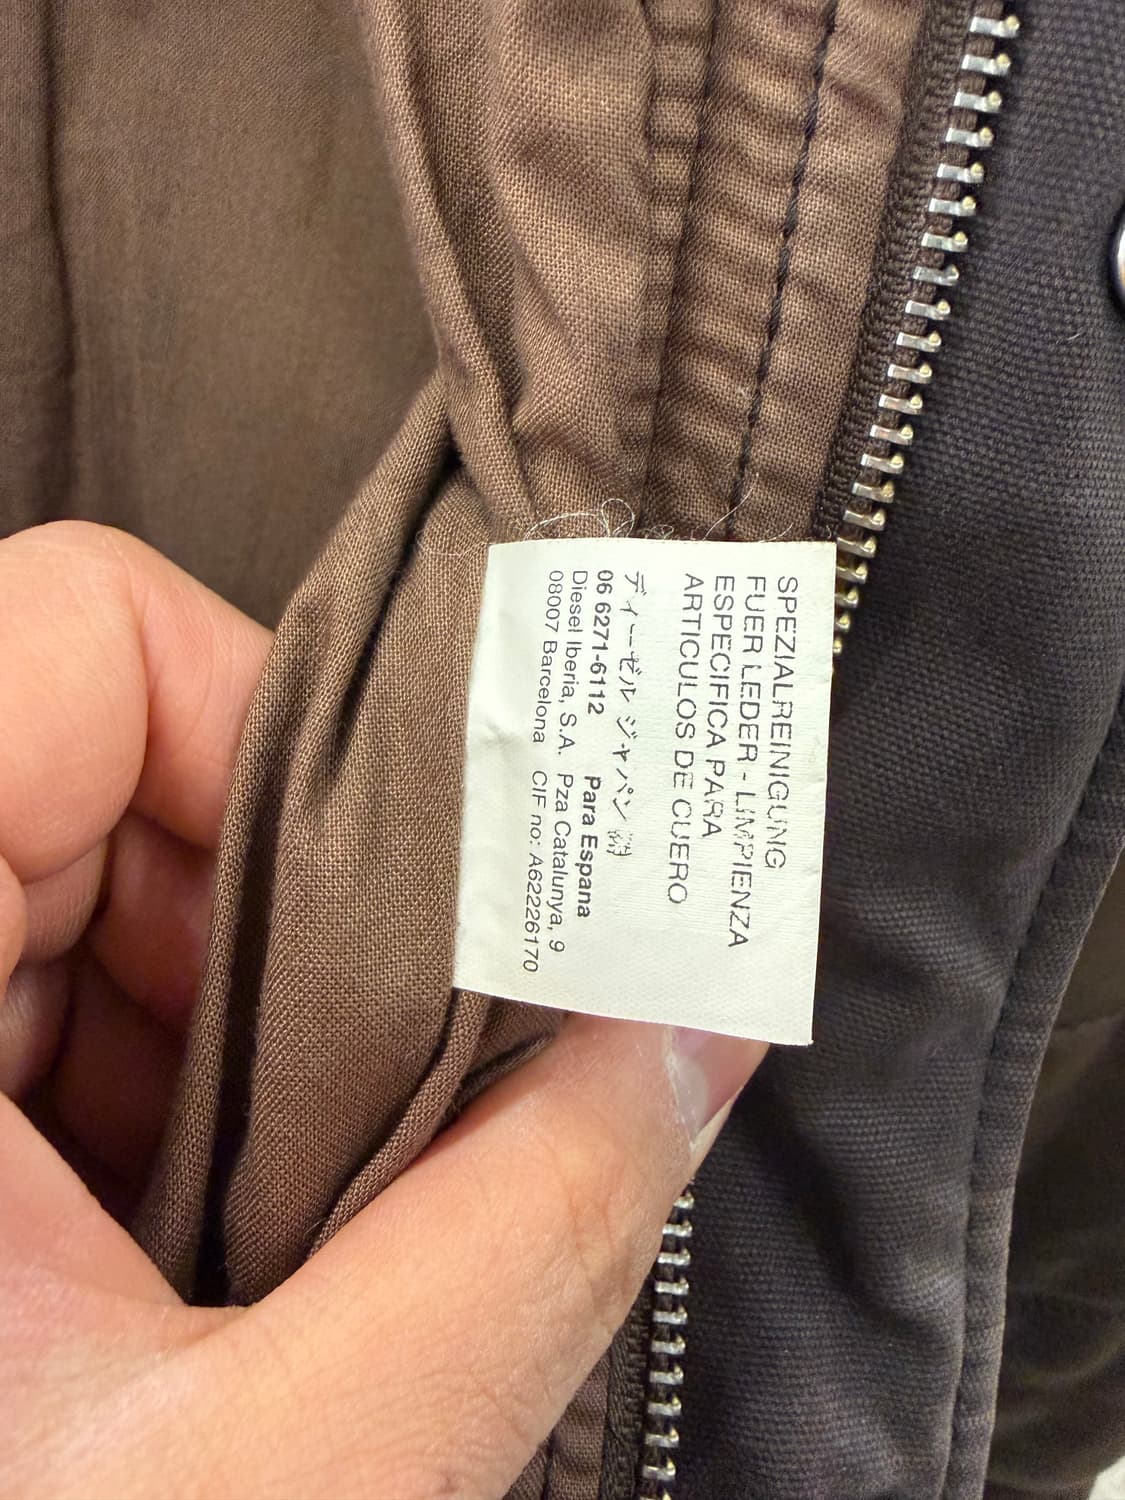 SPEZIALREINIGUNG
FUER LEDER - LIMPIENZA
ESPECIFICA PARA
ARTICULOS DE CUERO
ディーゼル ジャパン ㈱
06 6271-6112 Para Espana
Diesel Iberia, S.A. Pza Catalunya, 9
08007 Barcelona CIF no: A62226170